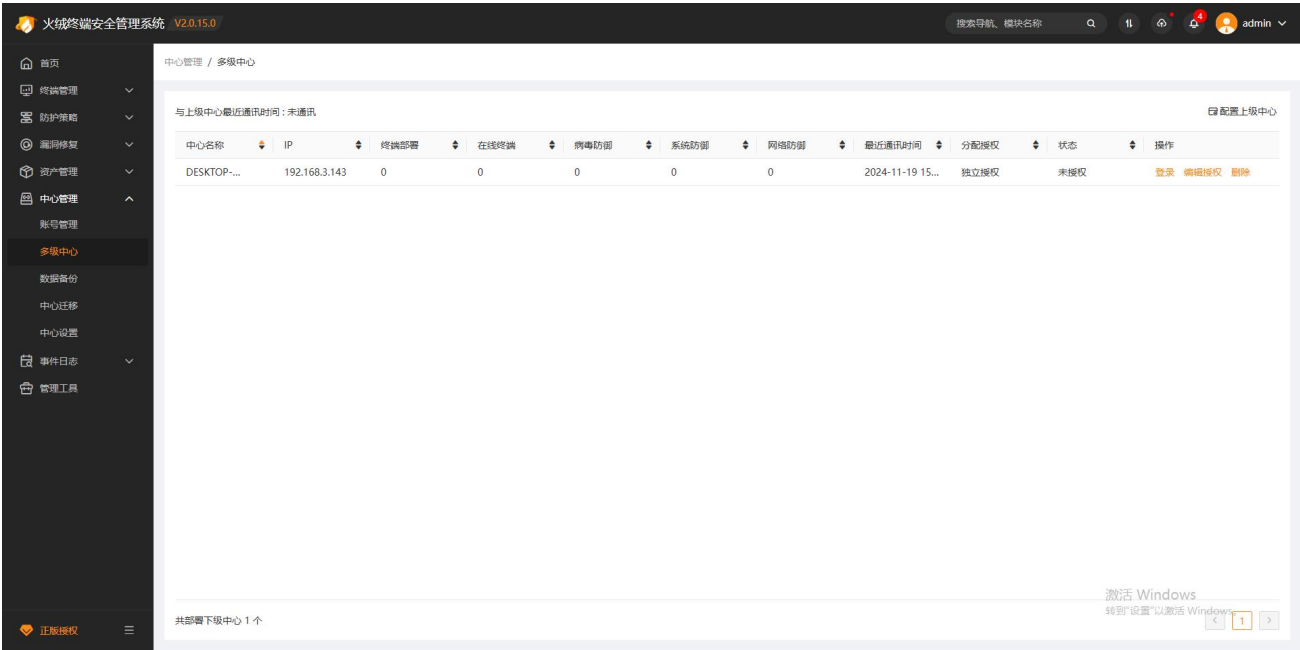 火绒终端安全管理系统 V2.0.15.0
搜索导航、模块名称
4
admin
首页
终端管理
防护策略
漏洞修复
资产管理
中心管理
账号管理
多级中心
数据备份
中心迁移
中心设置
事件日志
管理工具
正版授权
中心管理 / 多级中心
与上级中心最近通讯时间 : 未通讯
配置上级中心
中心名称 IP 终端部署 在线终端 病毒防御 系统防御 网络防御 最近通讯时间 分配授权 状态 操作
DESKTOP-... 192.168.3.143 0 0 0 0 0 2024-11-19 15... 独立授权 未授权 登录 编辑授权 删除
共部署下级中心 1 个
激活 Windows
转到"设置"以激活 Windows。
1